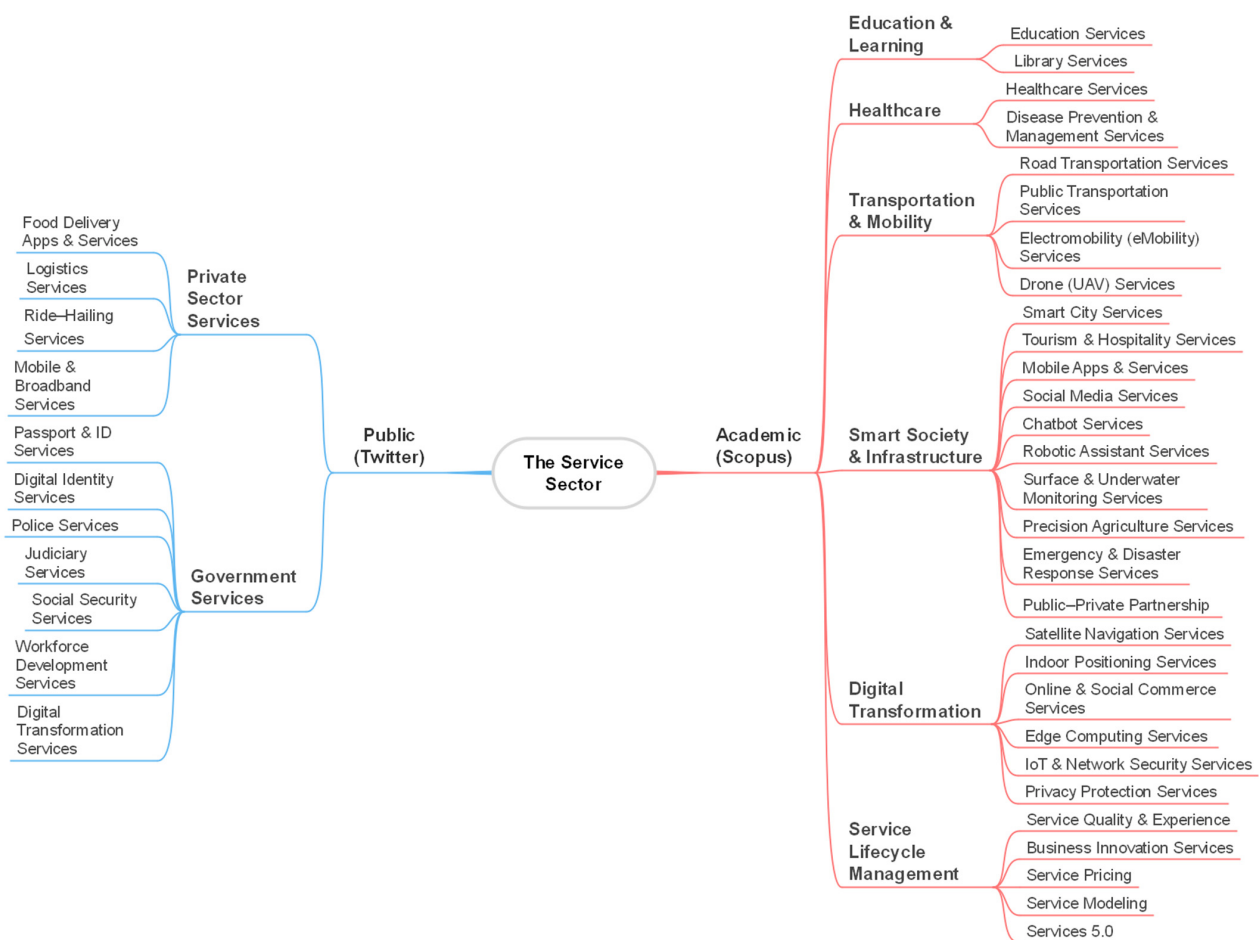 The Service
Sector
Public
(Twitter)
Private
Sector
Services
Food Delivery
Apps & Services
Logistics
Services
Ride–Hailing
Services
Mobile &
Broadband
Services
Government
Services
Passport & ID
Services
Digital Identity
Services
Police Services
Judiciary
Services
Social Security
Services
Workforce
Development
Services
Digital
Transformation
Services
Academic
(Scopus)
Education &
Learning
Education Services
Library Services
Healthcare
Healthcare Services
Disease Prevention &
Management Services
Transportation
& Mobility
Road Transportation Services
Public Transportation
Services
Electromobility (eMobility)
Services
Drone (UAV) Services
Smart Society
& Infrastructure
Smart City Services
Tourism & Hospitality Services
Mobile Apps & Services
Social Media Services
Chatbot Services
Robotic Assistant Services
Surface & Underwater
Monitoring Services
Precision Agriculture Services
Emergency & Disaster
Response Services
Public–Private Partnership
Digital
Transformation
Satellite Navigation Services
Indoor Positioning Services
Online & Social Commerce
Services
Edge Computing Services
IoT & Network Security Services
Privacy Protection Services
Service
Lifecycle
Management
Service Quality & Experience
Business Innovation Services
Service Pricing
Service Modeling
Services 5.0